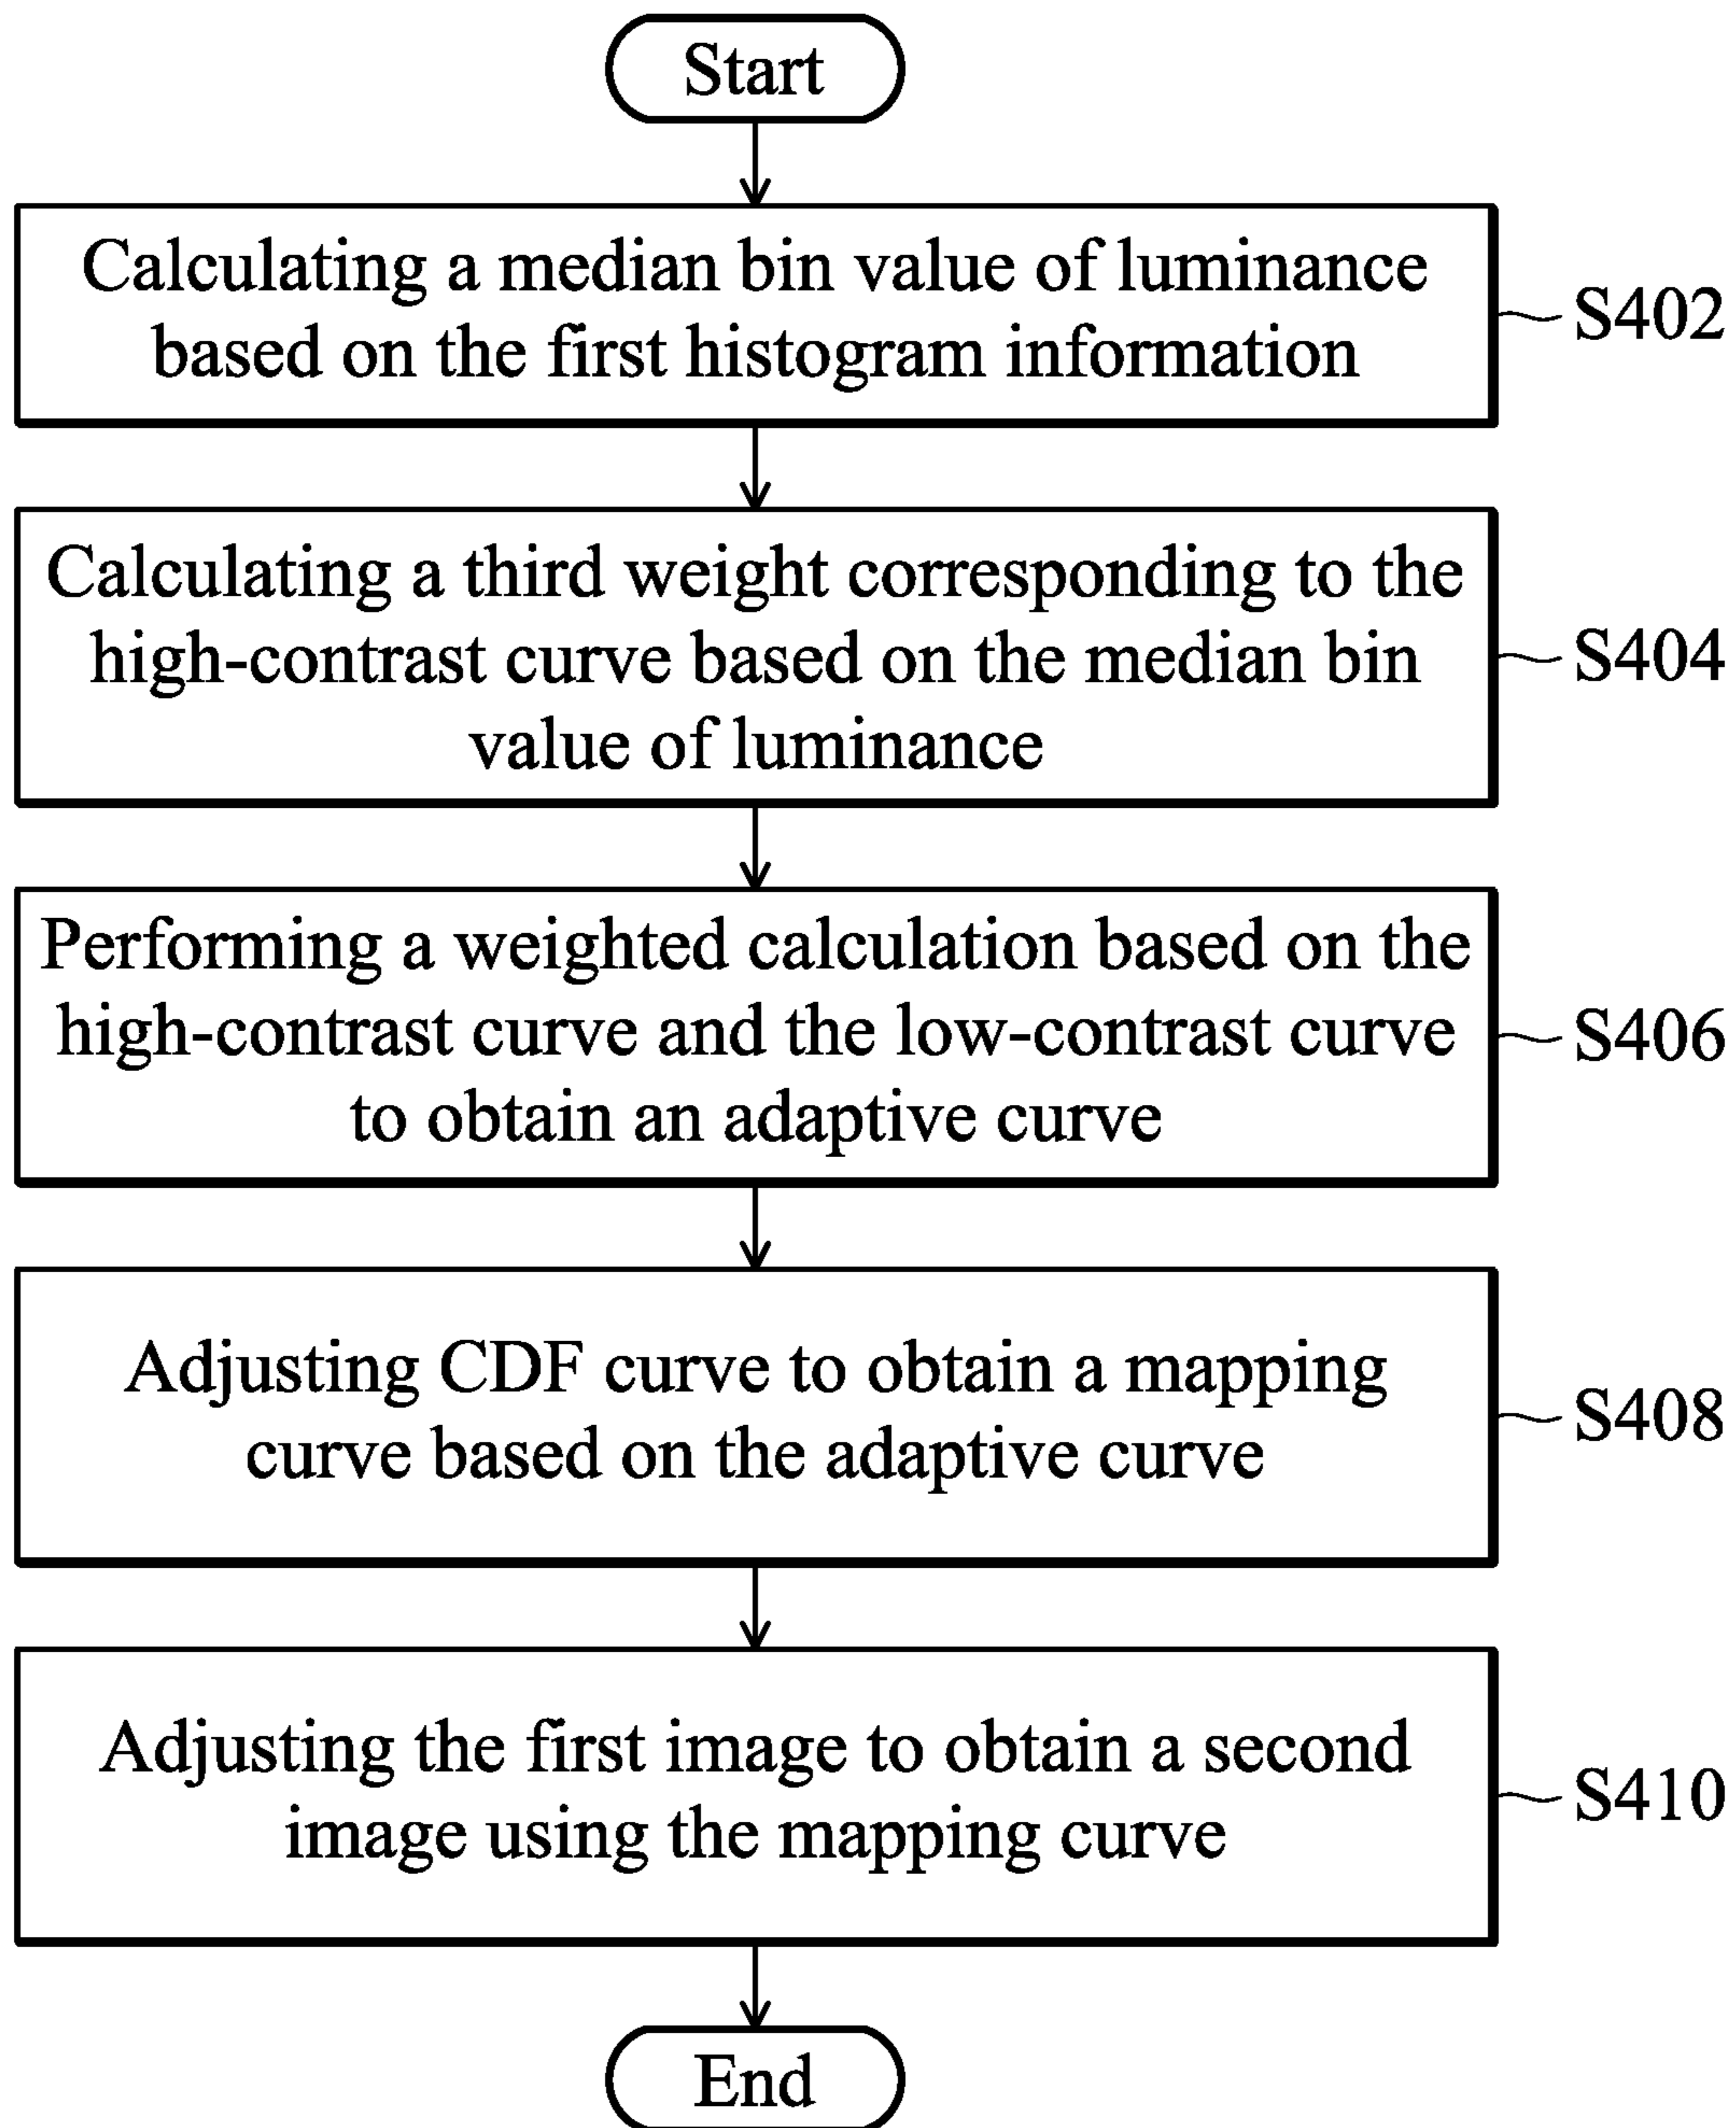 Start
Calculating a median bin value of luminance
based on the first histogram information
S402
Calculating a third weight corresponding to the
high-contrast curve based on the median bin
value of luminance
S404
Performing a weighted calculation based on the
high-contrast curve and the low-contrast curve
to obtain an adaptive curve
S406
Adjusting CDF curve to obtain a mapping
curve based on the adaptive curve
S408
Adjusting the first image to obtain a second
image using the mapping curve
S410
End